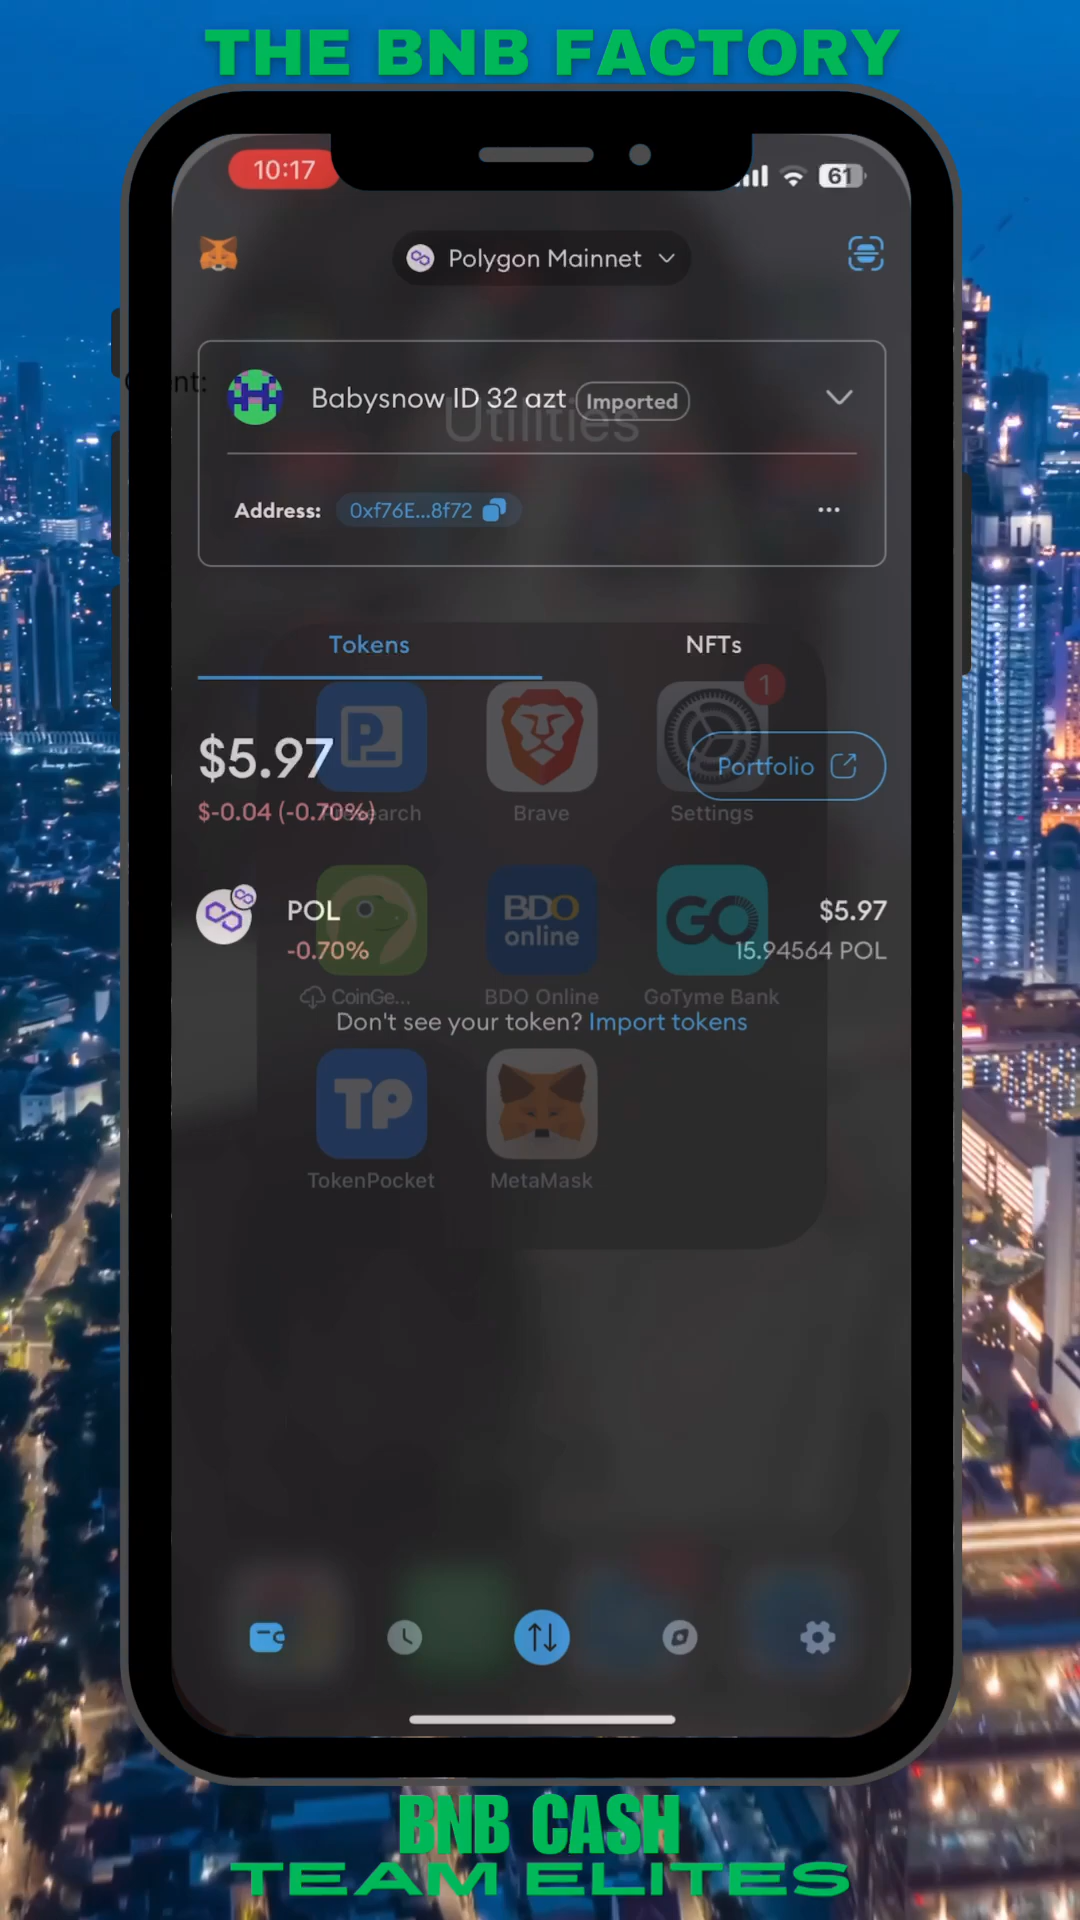 THE BNB FACTORY
10:17
61
Polygon Mainnet
Babysnow ID 32 azt Imported
Utilities
Address: 0xf76E...8f72
Tokens NFTs
1
$5.97
Portfolio
$-0.04 (-0.70%)
Brave
Settings
POL
$5.97
BDO
online
GO
-0.70%
15.94564 POL
CoinGe...
BDO Online
GoTyme Bank
Don't see your token? Import tokens
TP
TokenPocket
MetaMask
BNB CASH
TEAM ELITES